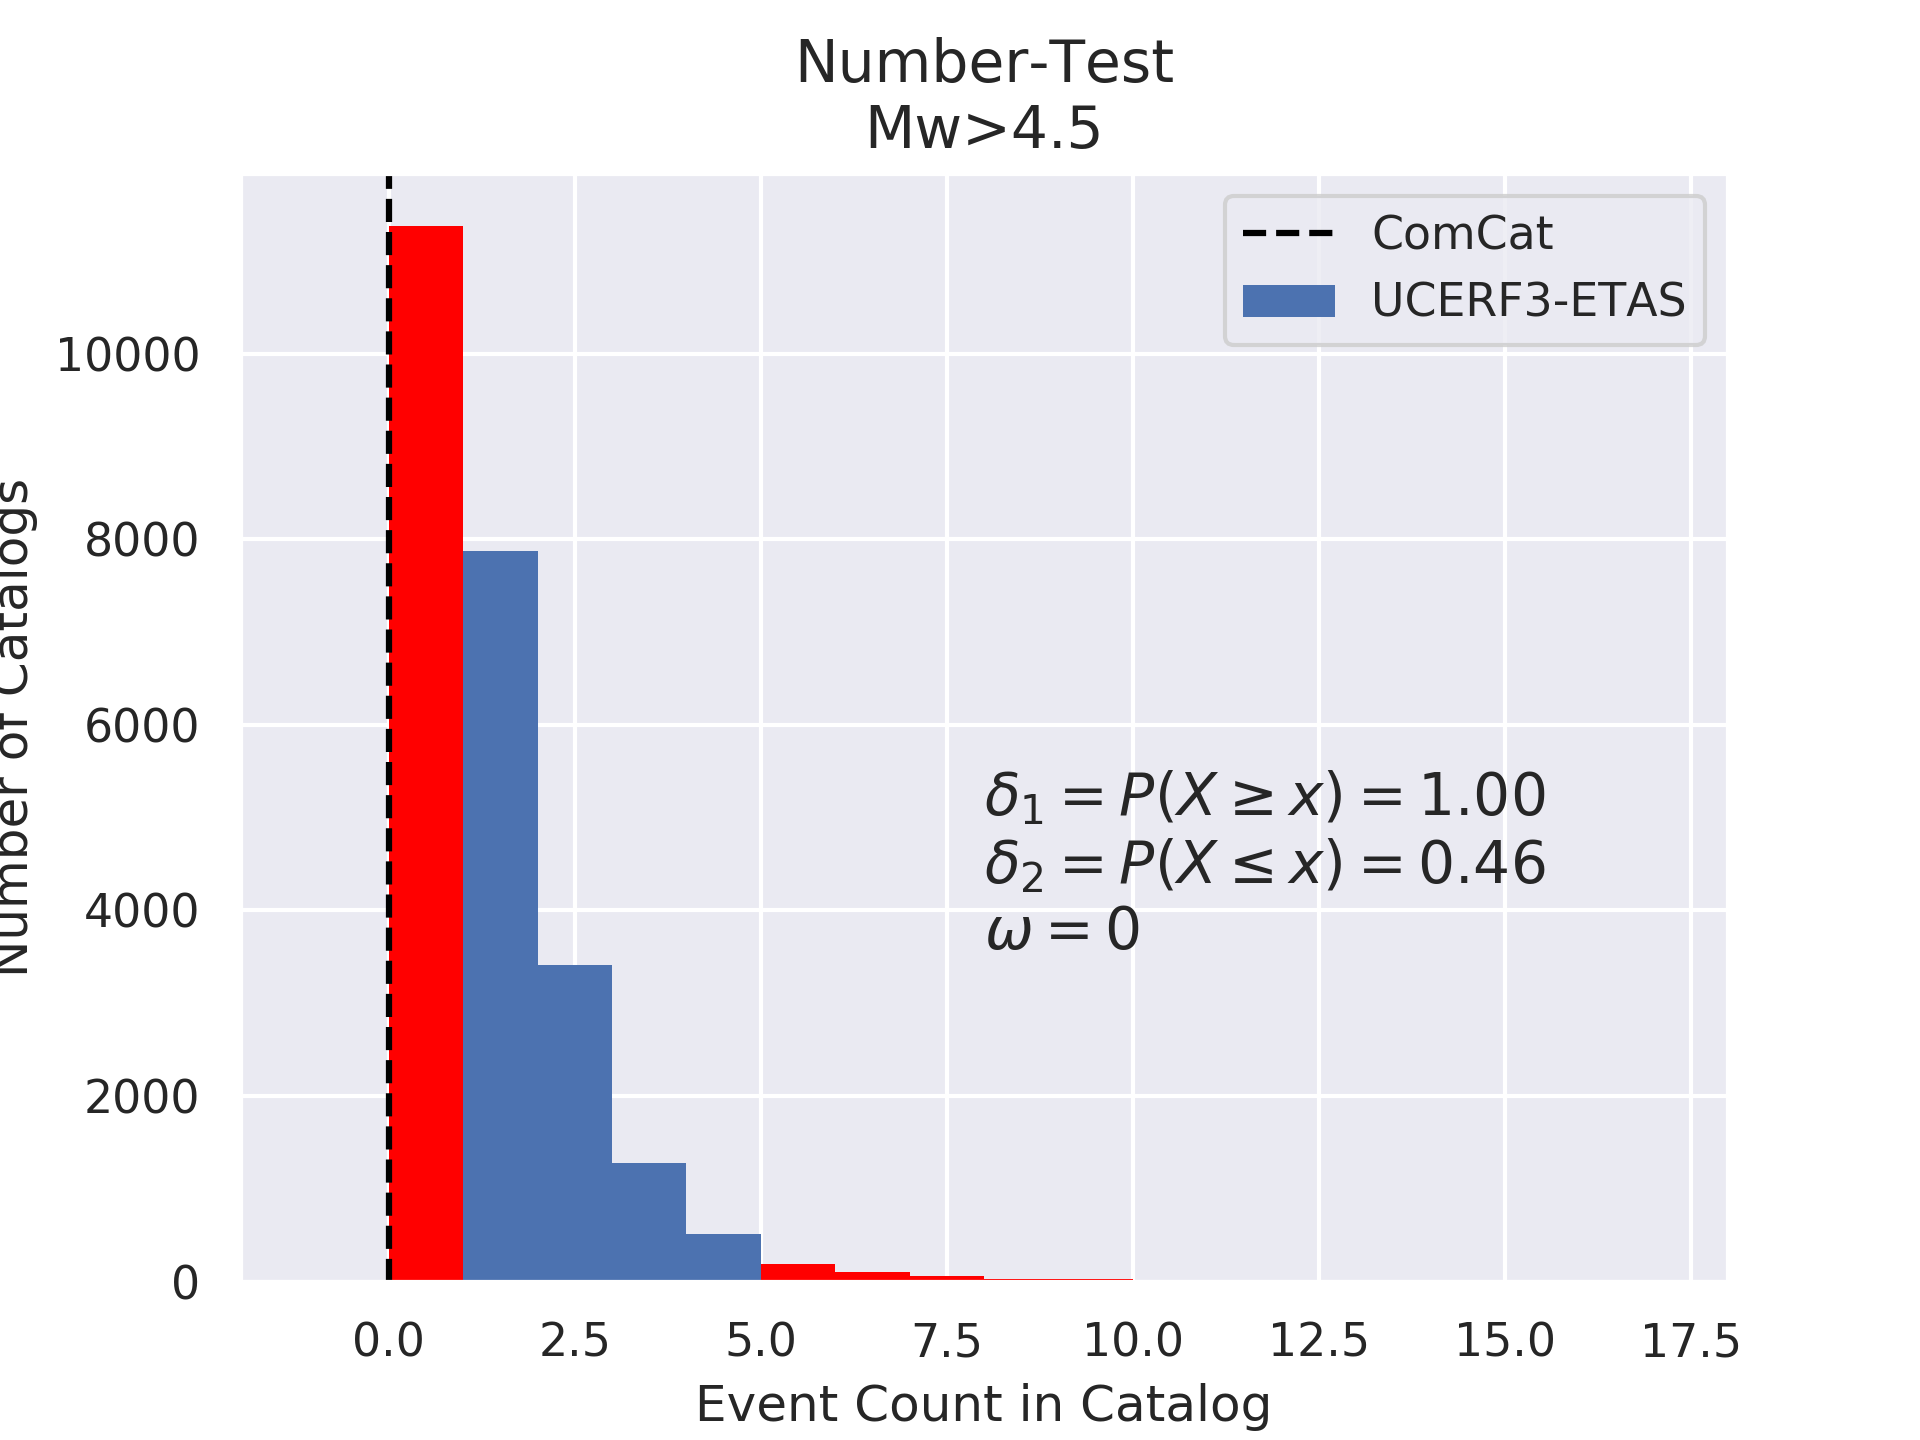 Number-Test
Mw>4.5
ComCat
UCERF3-ETAS
10000
8000
6000
4000
2000
0
Number of Catalogs
δ₁ = P(X ≥ x) = 1.00
δ₂ = P(X ≤ x) = 0.46
ω = 0
0.0 2.5 5.0 7.5 10.0 12.5 15.0 17.5
Event Count in Catalog